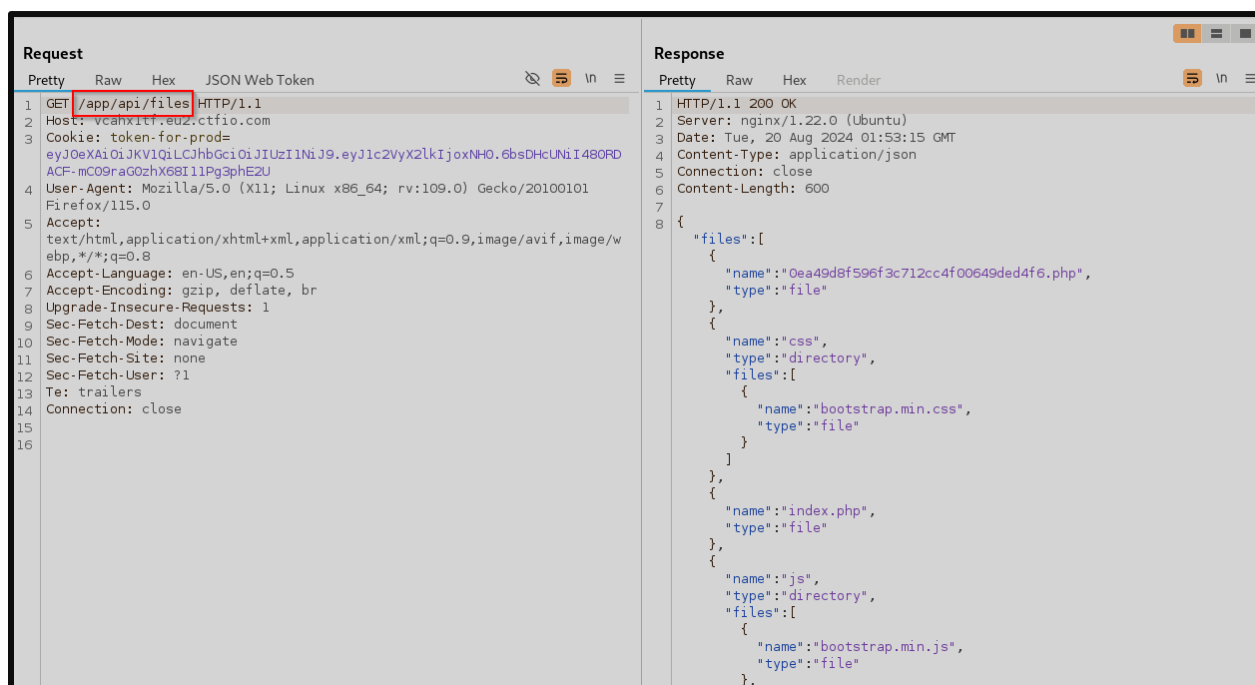 Request
Pretty Raw Hex JSON Web Token \n
1 GET /app/api/files HTTP/1.1
2 Host: vcahx1tf.eu2.ctfio.com
3 Cookie: token-for-prod=
eyJ0eXAiOiJKV1QiLCJhbGciOiJIUzI1NiJ9.eyJ1c2VyX2lkIjoxNH0.6bsDHcUNiI480RD
ACF-mC09raG0zhX68I11Pg3phE2U
4 User-Agent: Mozilla/5.0 (X11; Linux x86_64; rv:109.0) Gecko/20100101
Firefox/115.0
5 Accept:
text/html,application/xhtml+xml,application/xml;q=0.9,image/avif,image/w
ebp,*/*;q=0.8
6 Accept-Language: en-US,en;q=0.5
7 Accept-Encoding: gzip, deflate, br
8 Upgrade-Insecure-Requests: 1
9 Sec-Fetch-Dest: document
10 Sec-Fetch-Mode: navigate
11 Sec-Fetch-Site: none
12 Sec-Fetch-User: ?1
13 Te: trailers
14 Connection: close
15
16
Response
Pretty Raw Hex Render \n
1 HTTP/1.1 200 OK
2 Server: nginx/1.22.0 (Ubuntu)
3 Date: Tue, 20 Aug 2024 01:53:15 GMT
4 Content-Type: application/json
5 Connection: close
6 Content-Length: 600
7
8 {
"files":[
{
"name":"0ea49d8f596f3c712cc4f00649ded4f6.php",
"type":"file"
},
{
"name":"css",
"type":"directory",
"files":[
{
"name":"bootstrap.min.css",
"type":"file"
}
]
},
{
"name":"index.php",
"type":"file"
},
{
"name":"js",
"type":"directory",
"files":[
{
"name":"bootstrap.min.js",
"type":"file"
},